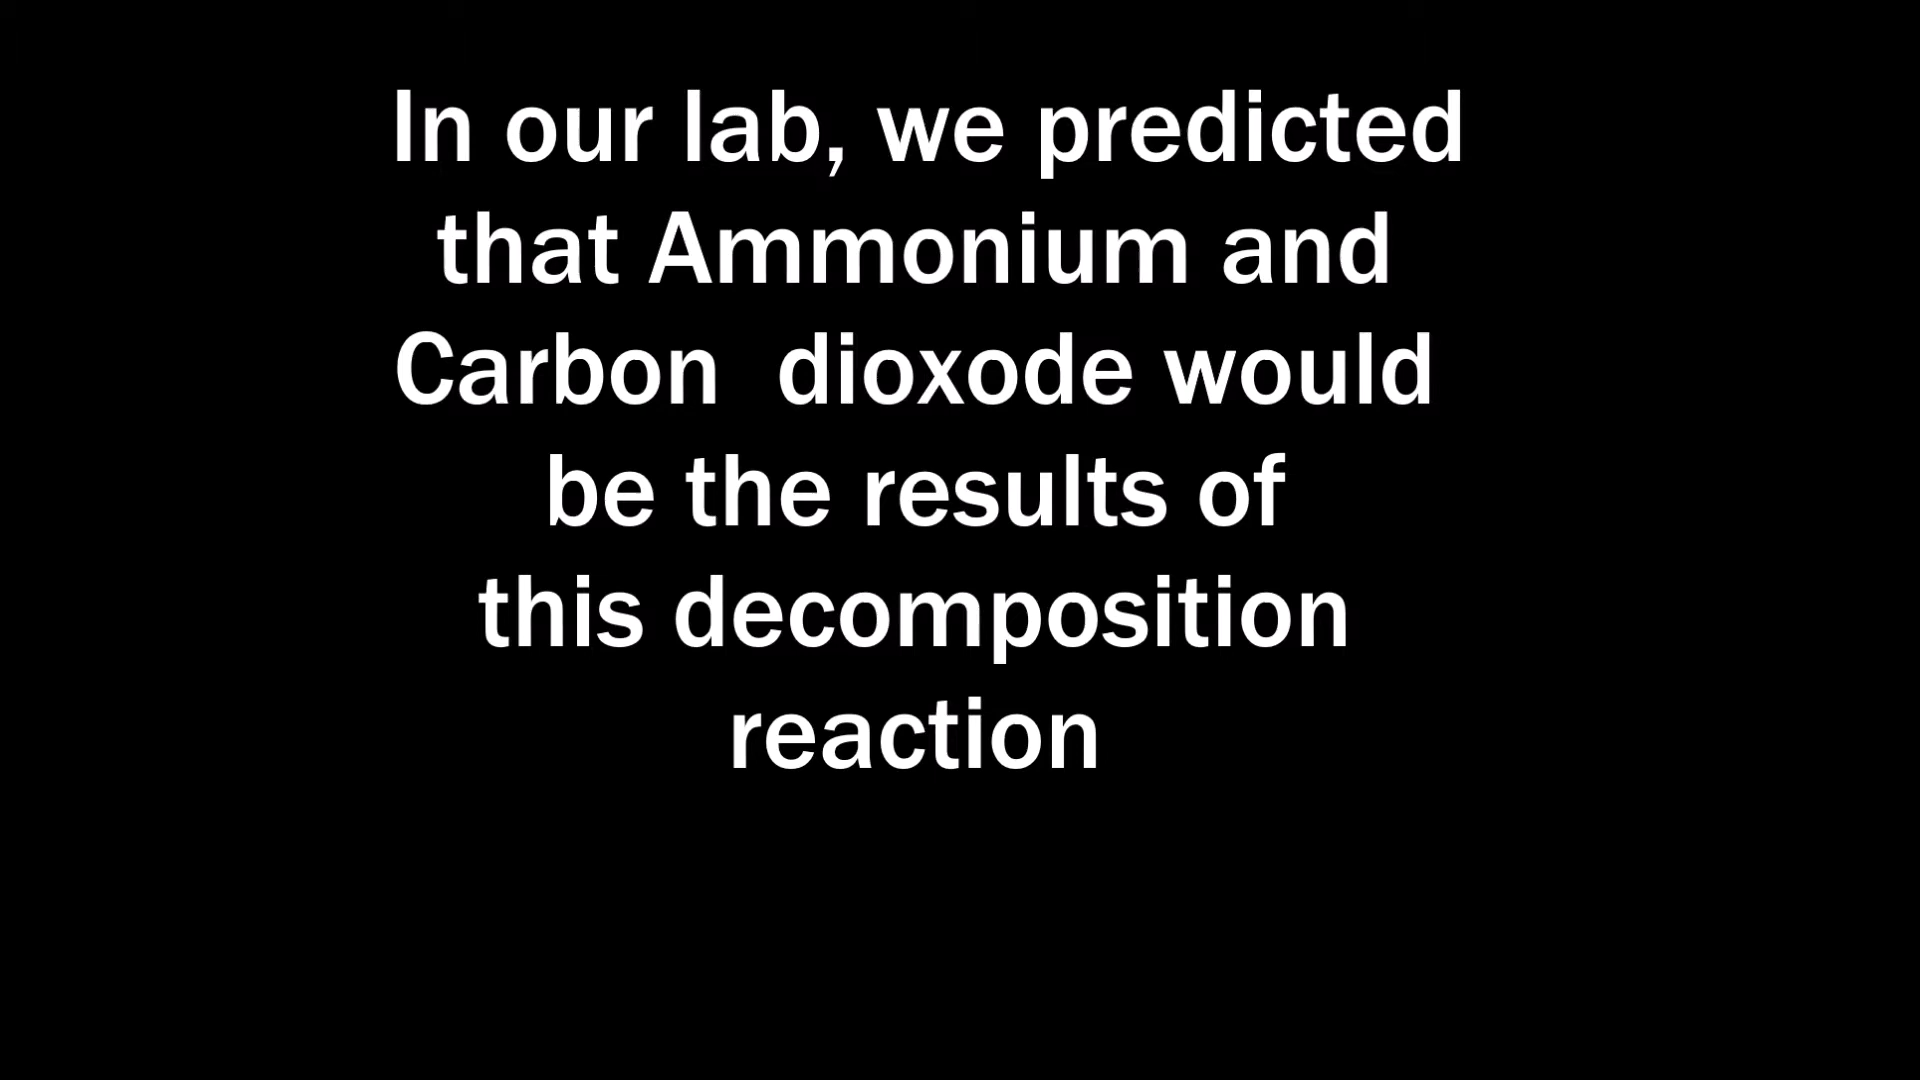 In our lab, we predicted
that Ammonium and
Carbon  dioxode would
be the results of
this decomposition
reaction